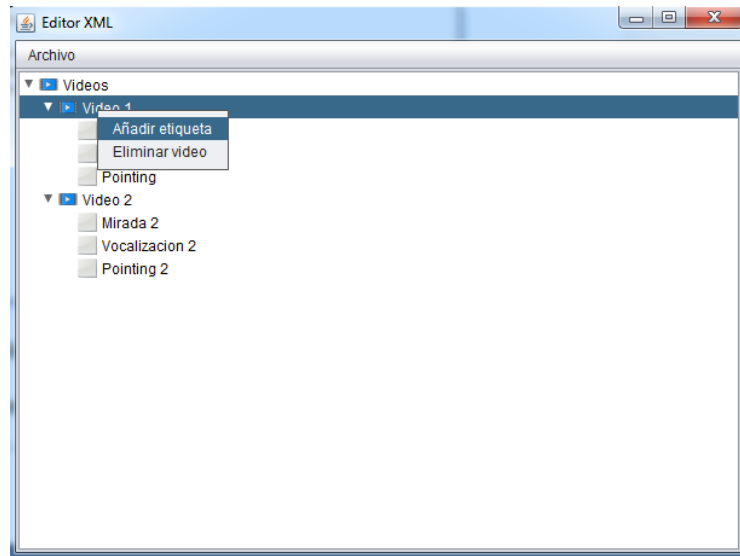 Editor XML
Archivo
Videos
Video 1
Añadir etiqueta
Eliminar video
Pointing
Video 2
Mirada 2
Vocalizacion 2
Pointing 2